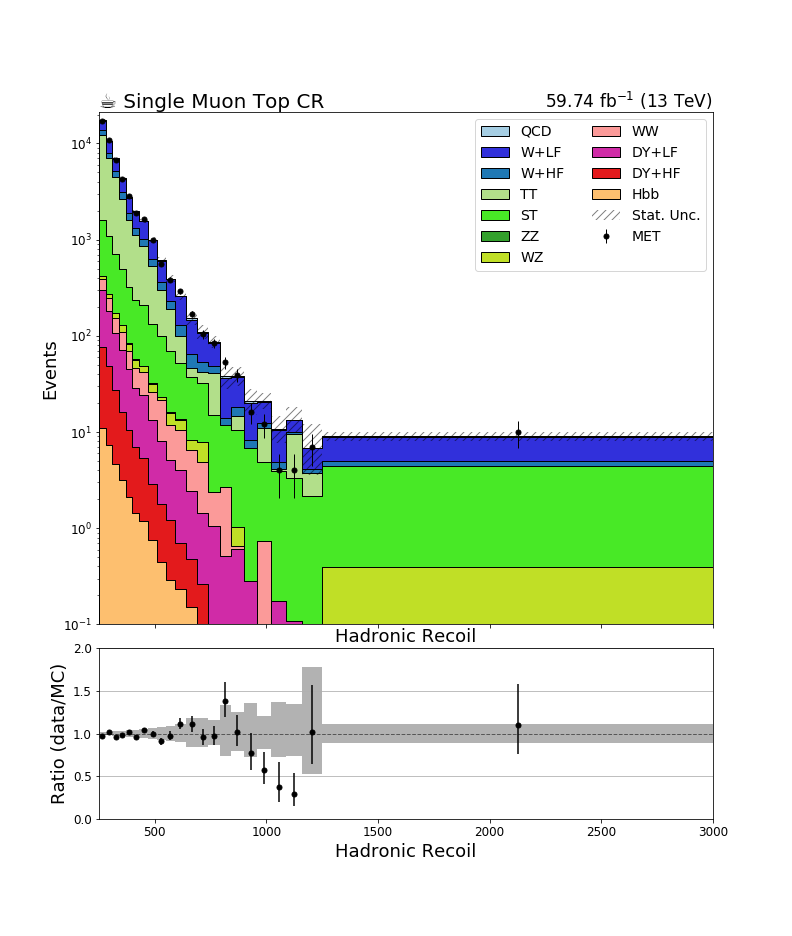 ☕ Single Muon Top CR 59.74 fb⁻¹ (13 TeV)
QCD WW
W+LF DY+LF
W+HF DY+HF
TT Hbb
ST Stat. Unc.
ZZ MET
WZ
Events
10⁴
10³
10²
10¹
10⁰
10⁻¹
Hadronic Recoil
Ratio (data/MC)
2.0
1.5
1.0
0.5
0.0
500 1000 1500 2000 2500 3000
Hadronic Recoil